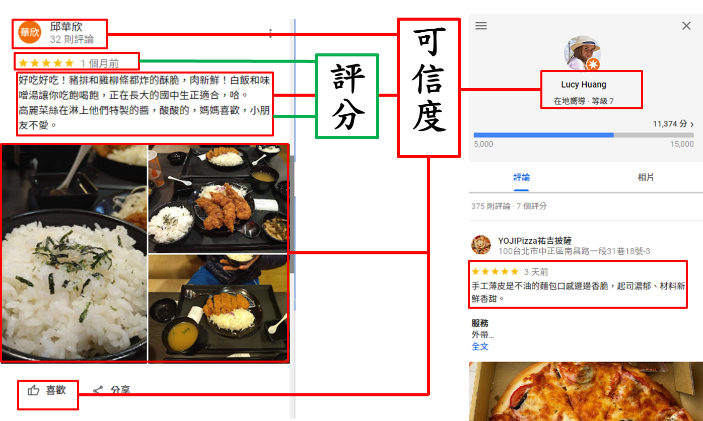 邱華欣
華欣
32 則評論
★★★★★ 1 個月前
好吃好吃！豬排和雞柳條都炸的酥脆，肉新鮮！白飯和味
噌湯讓你吃飽喝飽，正在長大的國中生正適合，哈。
高麗菜絲在淋上他們特製的醬，酸酸的，媽媽喜歡，小朋
友不愛。
喜歡
分享
評分
可信度
Lucy Huang
在地嚮導 · 等級 7
11,374 分 ›
5,000
15,000
評論
相片
375 則評論 · 7 個評分
YOJIPizza祐吉披薩
100台北市中正區南昌路一段31巷18號-3
★★★★★ 3 天前
手工薄皮是不油的麵包口感邊邊香脆，起司濃郁、材料新
鮮香甜。
服務
外帶...
全文